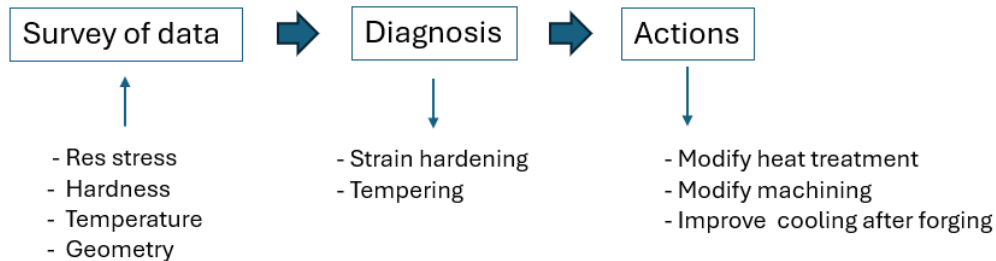 Survey of data
Diagnosis
Actions
- Res stress
- Hardness
- Temperature
- Geometry
- Strain hardening
- Tempering
- Modify heat treatment
- Modify machining
- Improve cooling after forging